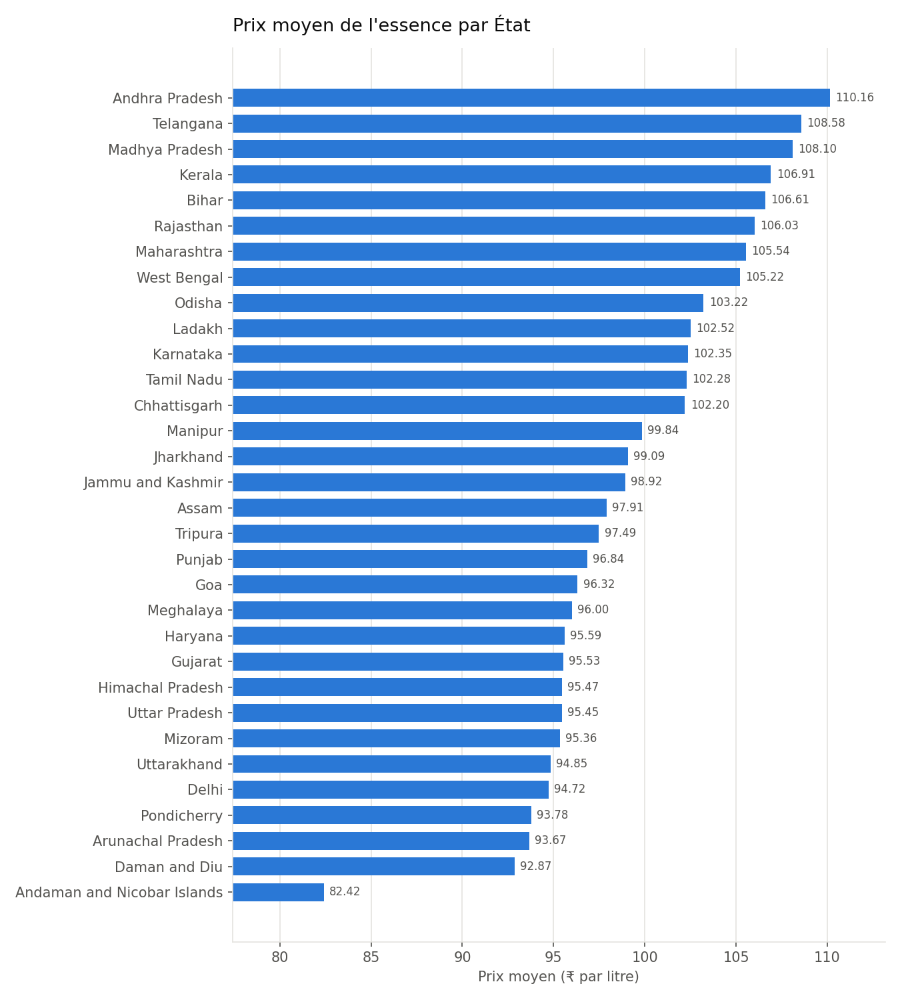 Prix moyen de l'essence par État
Andhra Pradesh 110.16
Telangana 108.58
Madhya Pradesh 108.10
Kerala 106.91
Bihar 106.61
Rajasthan 106.03
Maharashtra 105.54
West Bengal 105.22
Odisha 103.22
Ladakh 102.52
Karnataka 102.35
Tamil Nadu 102.28
Chhattisgarh 102.20
Manipur 99.84
Jharkhand 99.09
Jammu and Kashmir 98.92
Assam 97.91
Tripura 97.49
Punjab 96.84
Goa 96.32
Meghalaya 96.00
Haryana 95.59
Gujarat 95.53
Himachal Pradesh 95.47
Uttar Pradesh 95.45
Mizoram 95.36
Uttarakhand 94.85
Delhi 94.72
Pondicherry 93.78
Arunachal Pradesh 93.67
Daman and Diu 92.87
Andaman and Nicobar Islands 82.42
80 85 90 95 100 105 110
Prix moyen (₹ par litre)